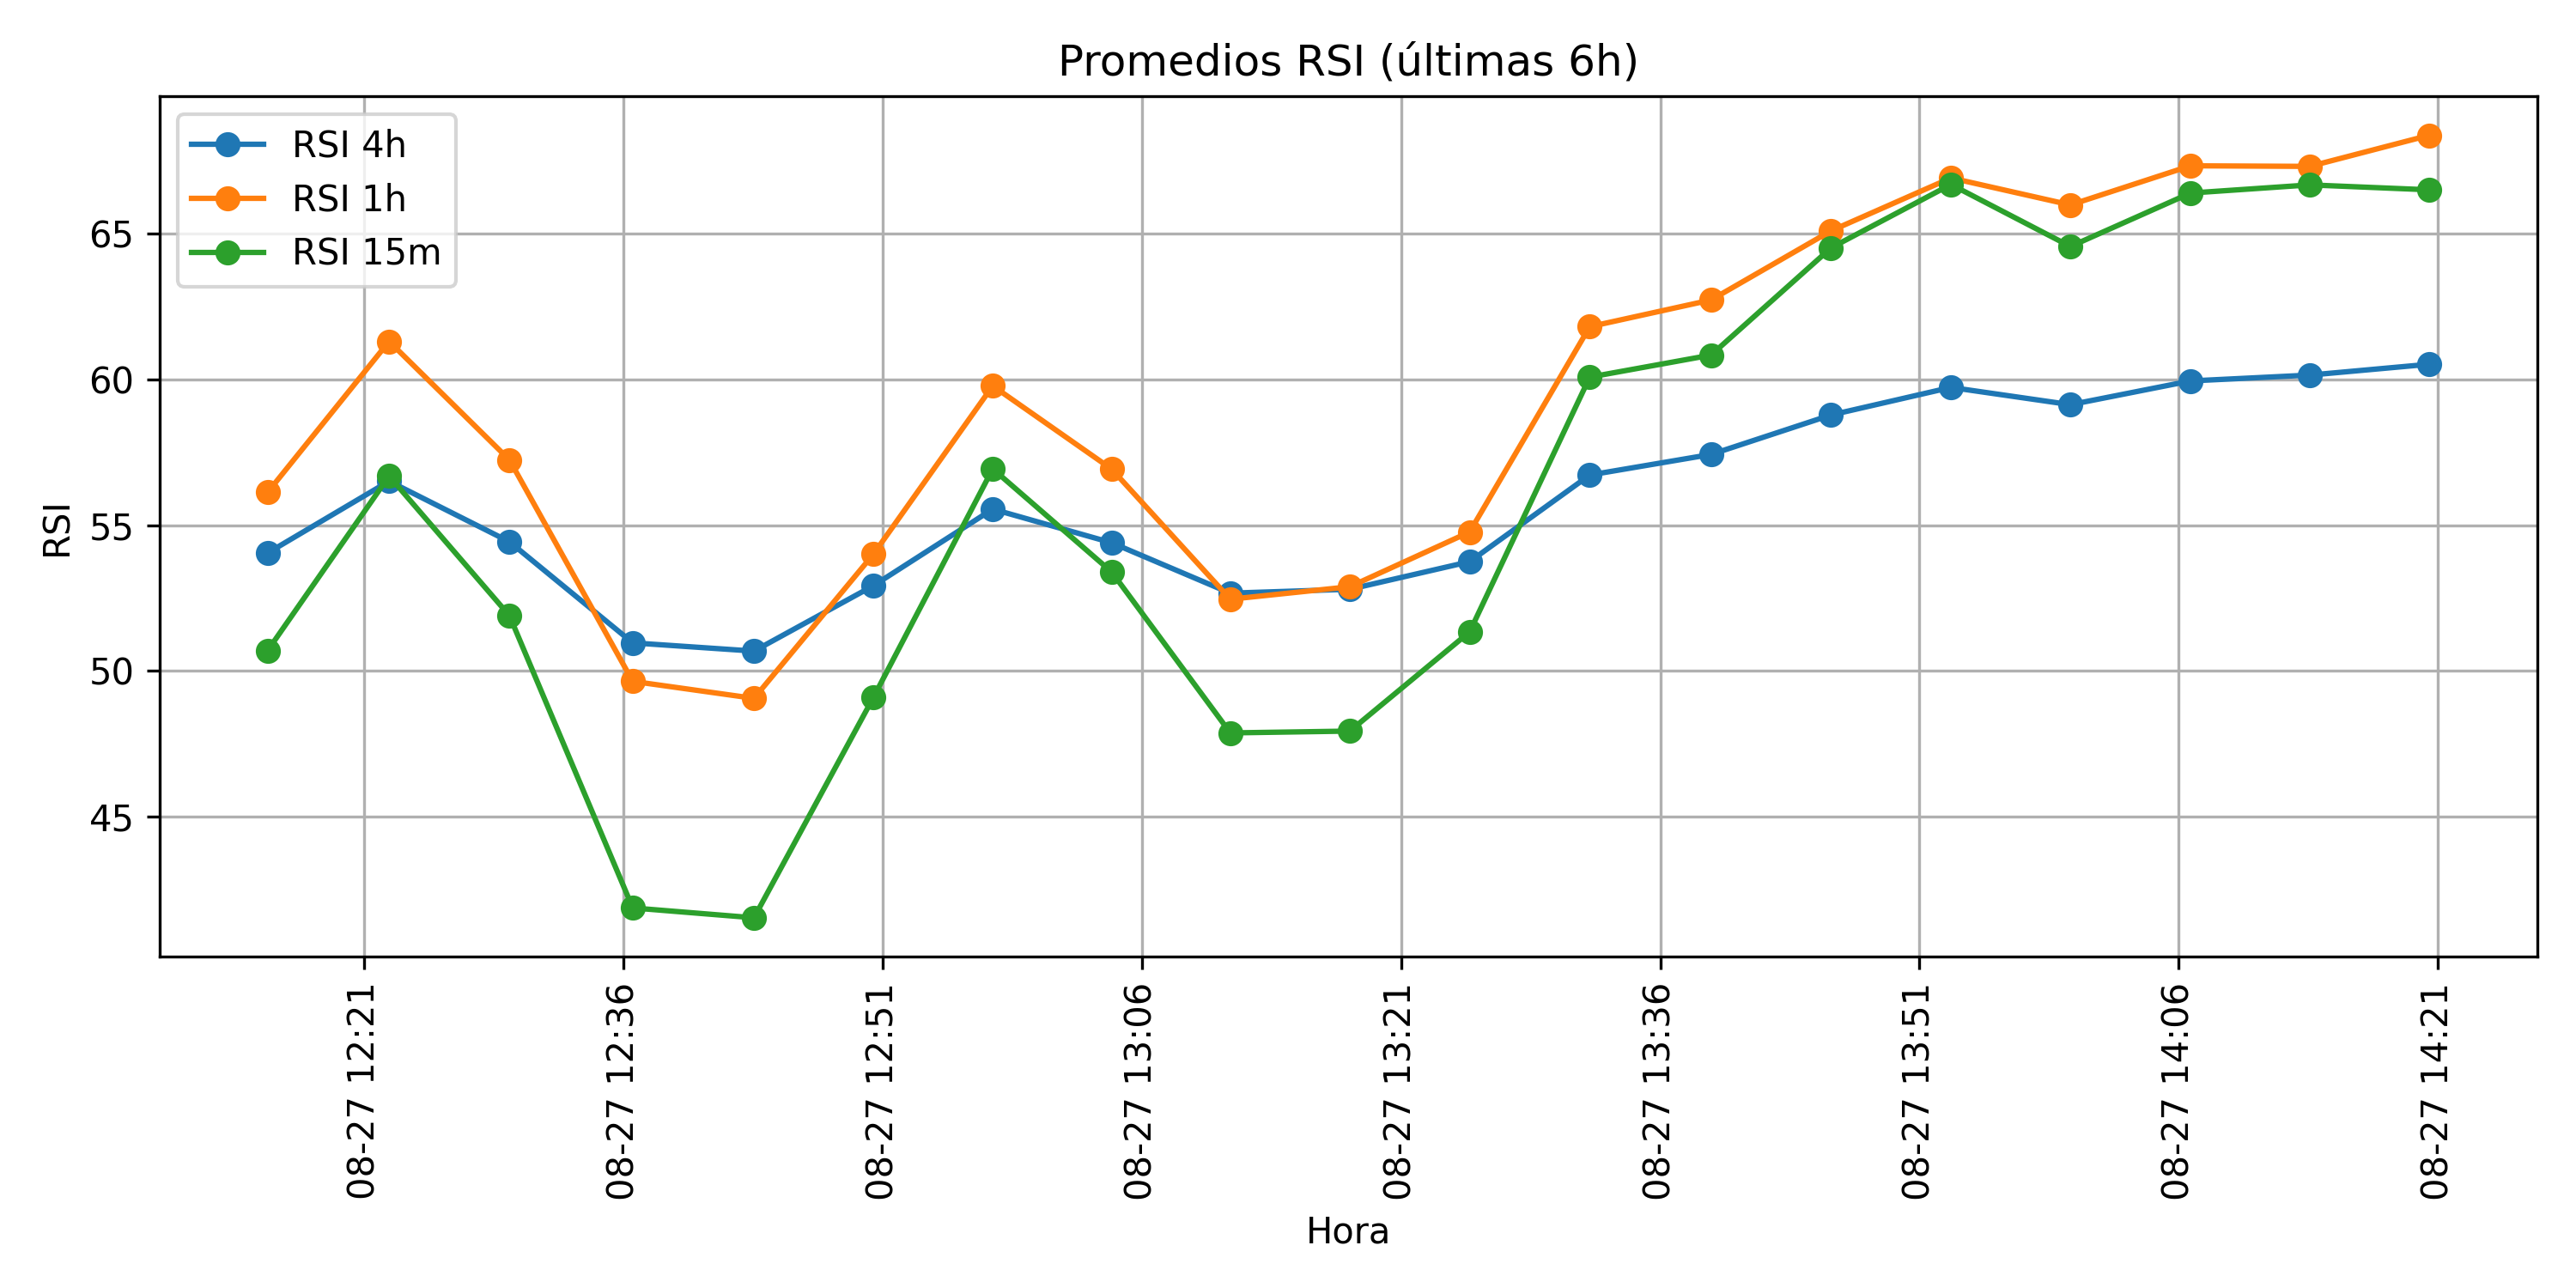 Promedios RSI (últimas 6h)
RSI 4h
RSI 1h
RSI 15m
65
60
55
50
45
RSI
08-27 12:21
08-27 12:36
08-27 12:51
08-27 13:06
08-27 13:21
08-27 13:36
08-27 13:51
08-27 14:06
08-27 14:21
Hora